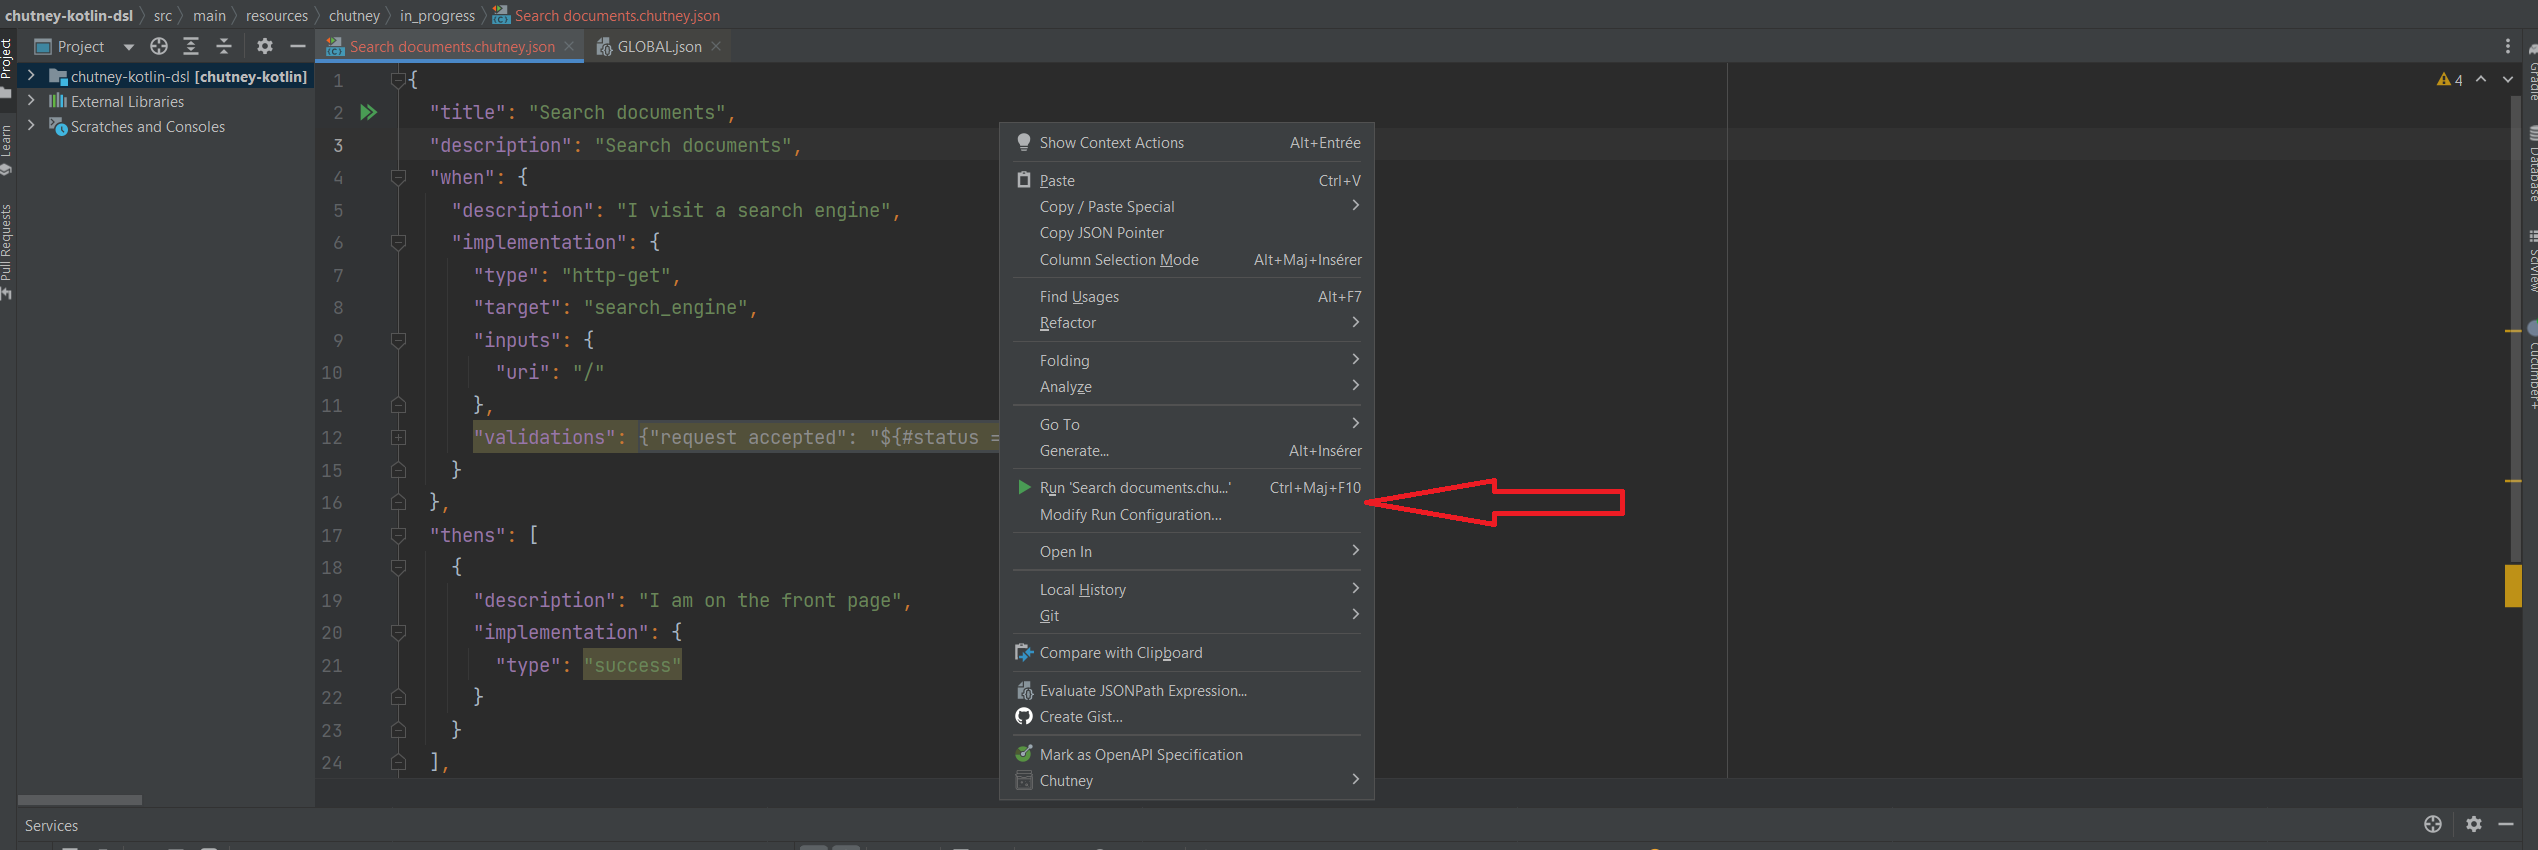 chutney-kotlin-dsl src main resources chutney in_progress Search documents.chutney.json
Project
Search documents.chutney.json
GLOBAL.json
chutney-kotlin-dsl [chutney-kotlin]
External Libraries
Scratches and Consoles
Project
Learn
Pull Requests
1 {
2 "title": "Search documents",
3 "description": "Search documents",
4 "when": {
5 "description": "I visit a search engine",
6 "implementation": {
7 "type": "http-get",
8 "target": "search_engine",
9 "inputs": {
10 "uri": "/"
11 },
12 "validations": {"request accepted": "${#status =
15 }
16 },
17 "thens": [
18 {
19 "description": "I am on the front page",
20 "implementation": {
21 "type": "success"
22 }
23 }
24 ],
Show Context Actions Alt+Entrée
Paste Ctrl+V
Copy / Paste Special
Copy JSON Pointer
Column Selection Mode Alt+Maj+Insérer
Find Usages Alt+F7
Refactor
Folding
Analyze
Go To
Generate... Alt+Insérer
Run 'Search documents.chu...' Ctrl+Maj+F10
Modify Run Configuration...
Open In
Local History
Git
Compare with Clipboard
Evaluate JSONPath Expression...
Create Gist...
Mark as OpenAPI Specification
Chutney
4
Gradle
Database
SciView
Cucumber+
Services